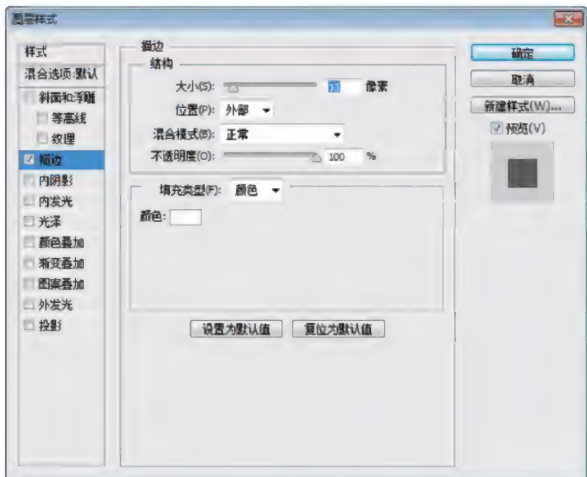 图层样式
样式
混合选项:默认
斜面和浮雕
等高线
纹理
描边
内阴影
内发光
光泽
颜色叠加
渐变叠加
图案叠加
外发光
投影
描边
结构
大小(S): 像素
位置(P): 外部
混合模式(B): 正常
不透明度(O): 100 %
填充类型(F): 颜色
颜色:
设置为默认值 复位为默认值
确定
取消
新建样式(W)...
预览(V)